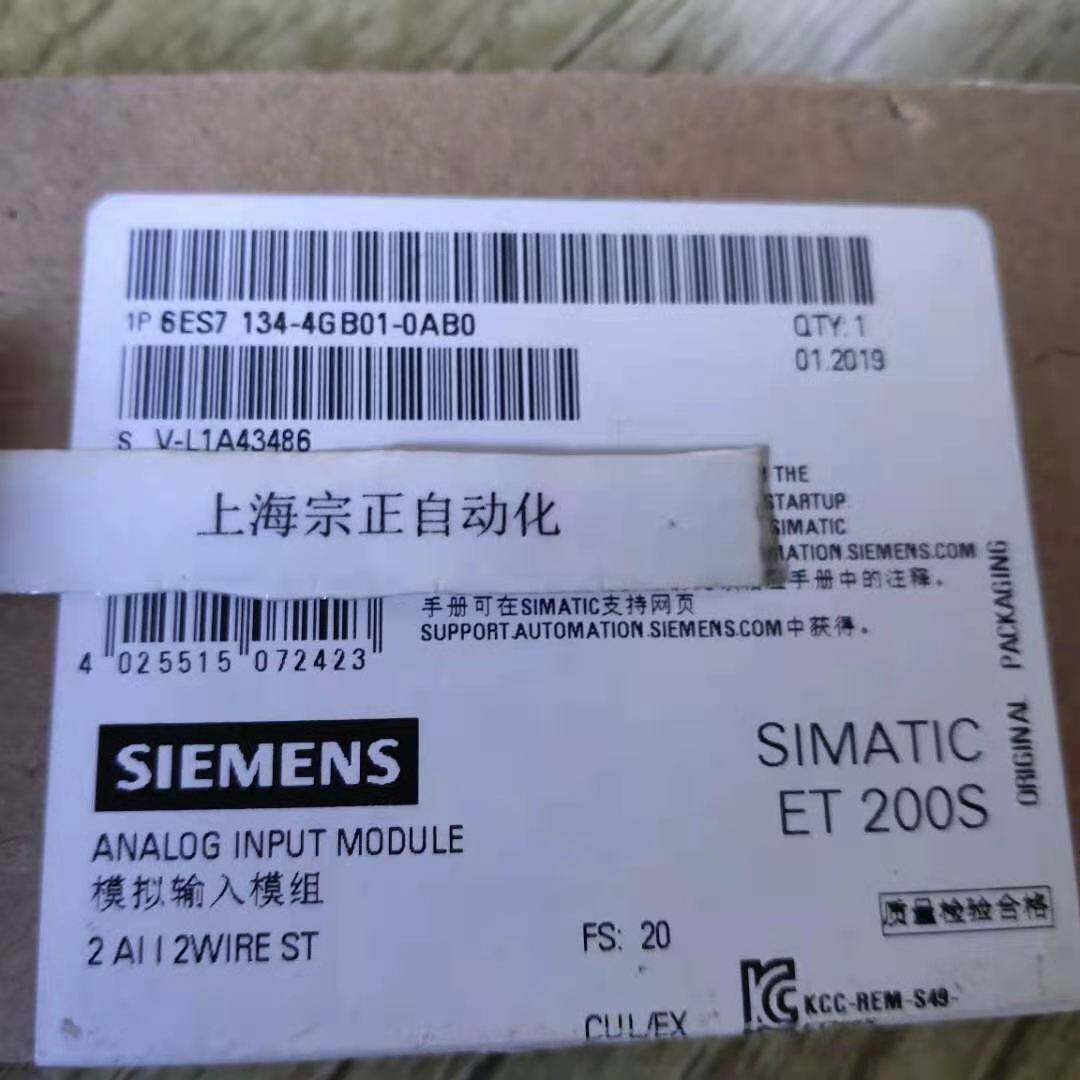 1P 6ES7 134-4GB01-0AB0
QTY: 1
01.2019
S V-L1A43486
THE
STARTUP.
SIMATIC
上海宗正自动化
MATION.SIEMENS.COM
手册中的注释。
手册可在SIMATIC支持网页
SUPPORT.AUTOMATION.SIEMENS.COM中获得。
4 025515 072423
ORIGINAL PACKAGING
SIEMENS
SIMATIC
ET 200S
ANALOG INPUT MODULE
模拟输入模组
质量检验合格
2 AI I 2WIRE ST
FS: 20
KCC-REM-S49-
CU.L/EX